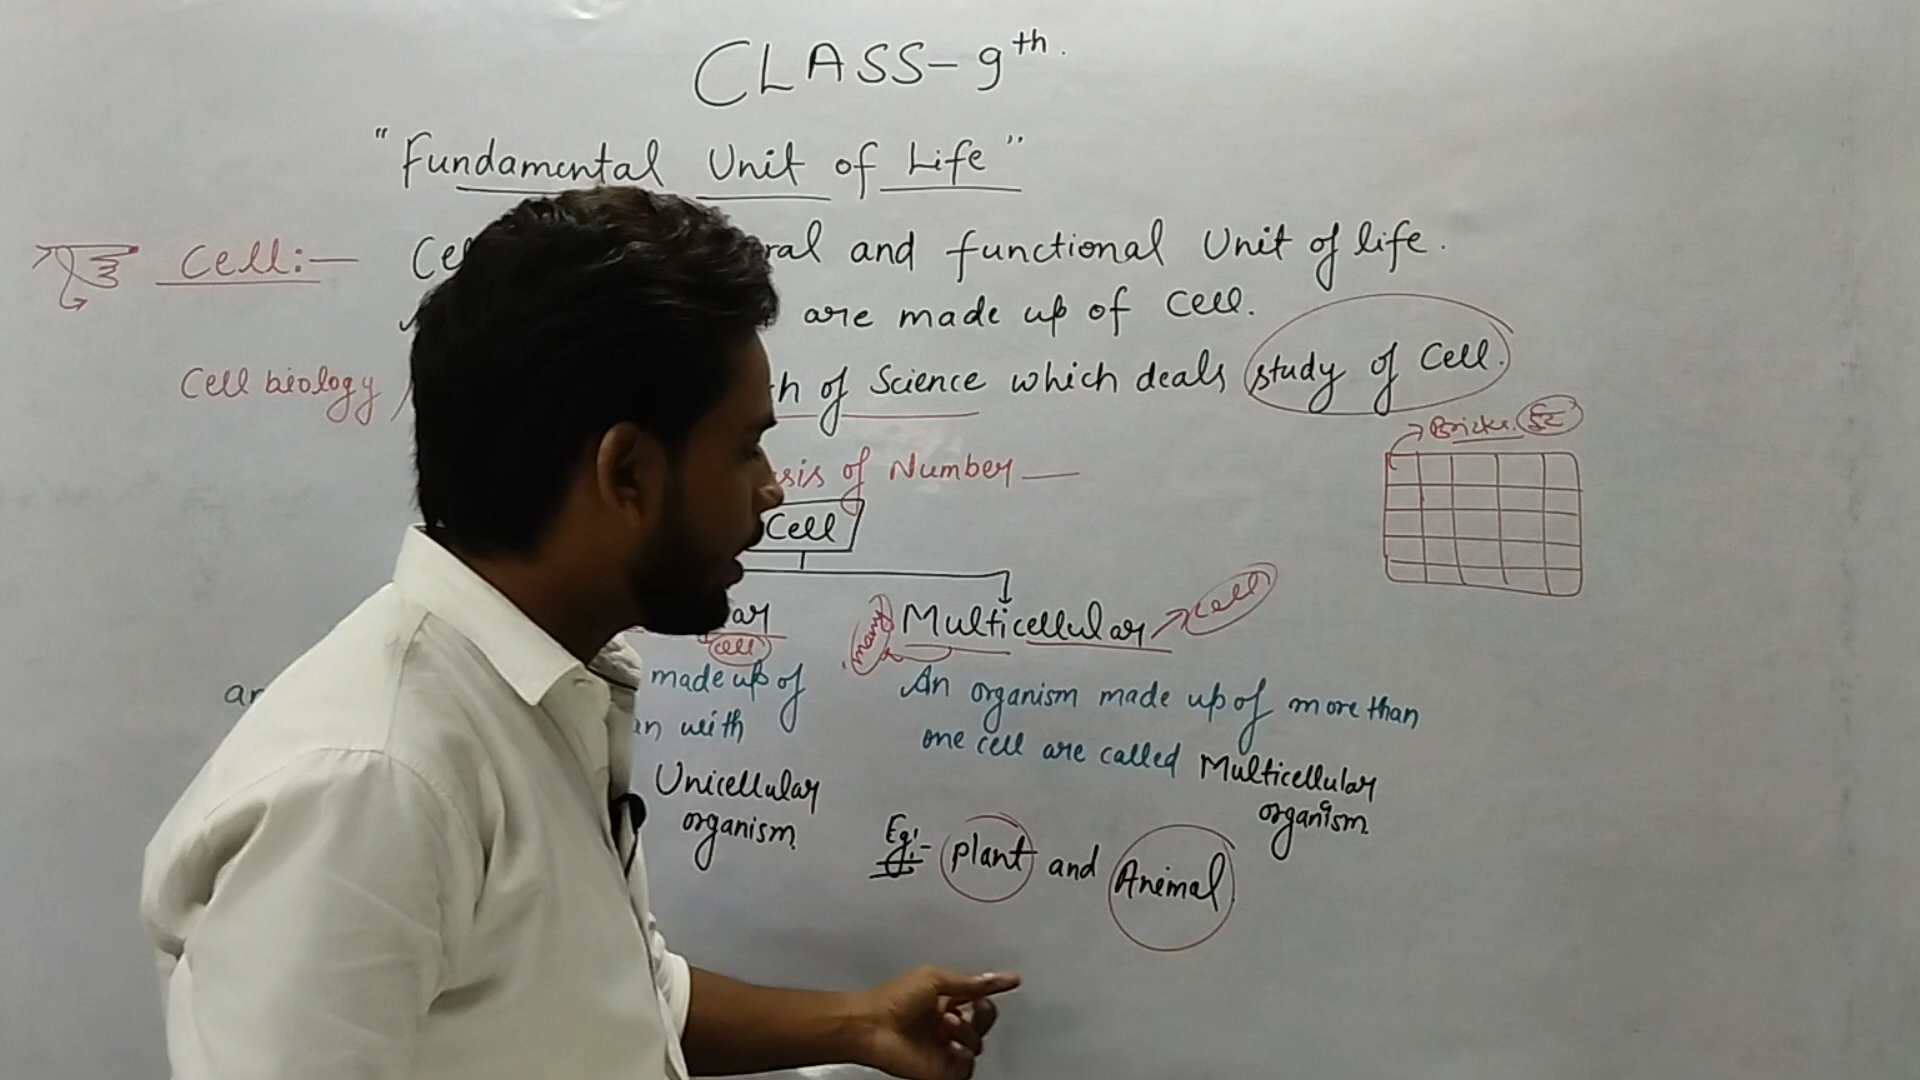 CLASS-9th.
"Fundamental Unit of Life"
Cell:— Ce ral and functional Unit of life.
are made up of Cell.
Cell biology h of Science which deals study of Cell.
Bricks.
sis of Number —
Cell
ar Multicellular → cell
cell many
ar made up of An organism made up of more than
an with one cell are called Multicellular
Unicellular organism
organism.
Eg:- plant and Animal